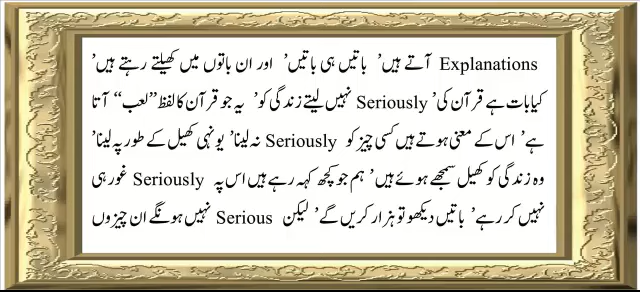 Explanations آتے ہیں’ باتیں ہی باتیں’ اور ان باتوں میں کھیلتے رہتے ہیں’
کیا بات ہے قرآن کی’ Seriously نہیں لیتے زندگی کو’ یہ جو قرآن کا لفظ ”لعب“ آتا
ہے’ اس کے معنی ہوتے ہیں کسی چیز کو Seriously نہ لینا’ یونہی کھیل کے طور پہ لینا’
وہ زندگی کو کھیل سمجھے ہوئے ہیں’ ہم جو کچھ کہہ رہے ہیں اس پہ Seriously غور ہی
نہیں کر رہے’ باتیں دیکھو تو ہزار کریں گے’ لیکن Serious نہیں ہونگے ان چیزوں